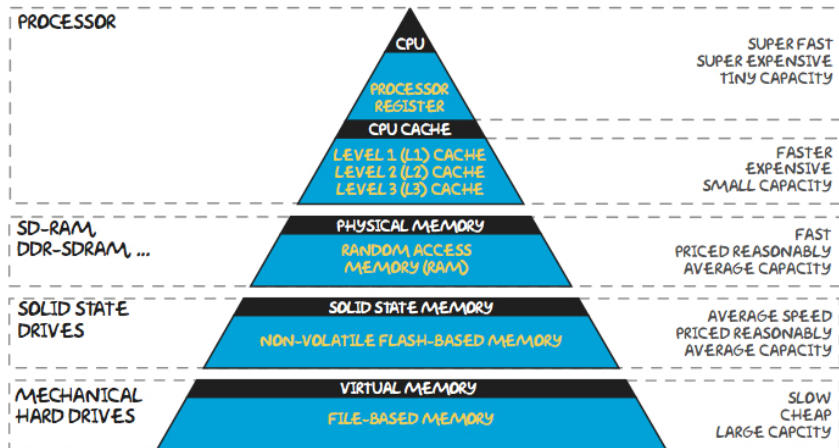 PROCESSOR
CPU
PROCESSOR
REGISTER
SUPER FAST
SUPER EXPENSIVE
TINY CAPACITY
CPU CACHE
LEVEL 1 (L1) CACHE
LEVEL 2 (L2) CACHE
LEVEL 3 (L3) CACHE
FASTER
EXPENSIVE
SMALL CAPACITY
SD-RAM,
DDR-SDRAM, ...
PHYSICAL MEMORY
RANDOM ACCESS
MEMORY (RAM)
FAST
PRICED REASONABLY
AVERAGE CAPACITY
SOLID STATE
DRIVES
SOLID STATE MEMORY
NON-VOLATILE FLASH-BASED MEMORY
AVERAGE SPEED
PRICED REASONABLY
AVERAGE CAPACITY
MECHANICAL
HARD DRIVES
VIRTUAL MEMORY
FILE-BASED MEMORY
SLOW
CHEAP
LARGE CAPCITY